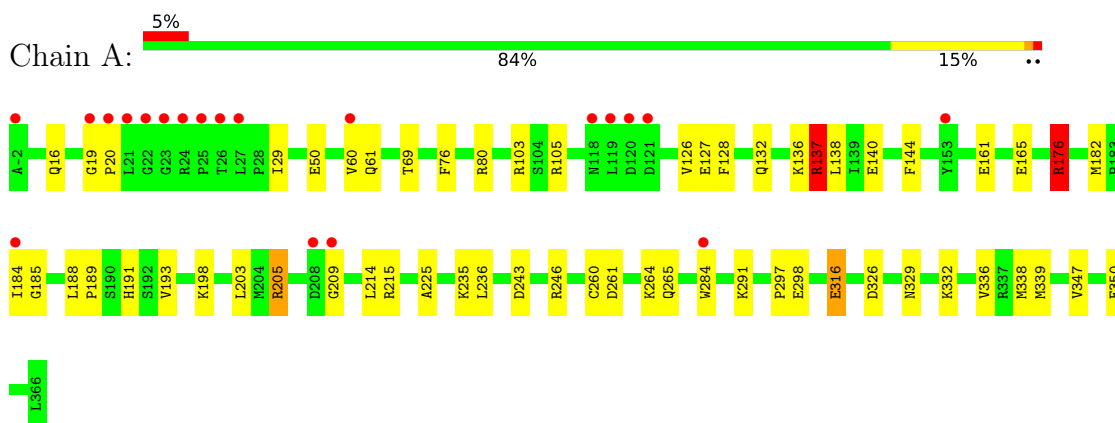 5%
Chain A:
84% 15% ••
A-2 Q16 G19 P20 L21 G22 G23 R24 P25 T26 L27 P28 I29 E50 V60 Q61 T69 F76 R80 R103 S104 R105 N118 L119 D120 D121 V126 E127 F128 Q132 K136 R137 L138 I139 E140 F144 Y153 E161 E165 R176 M182
I184 G185 L188 P189 S190 H191 S192 V193 K198 L203 M204 R205 D208 G209 L214 R215 A225 K235 L236 D243 R246 C260 D261 K264 Q265 W284 K291 P297 E298 E316 D326 N329 K332 V336 R337 M338 M339 V347
L366